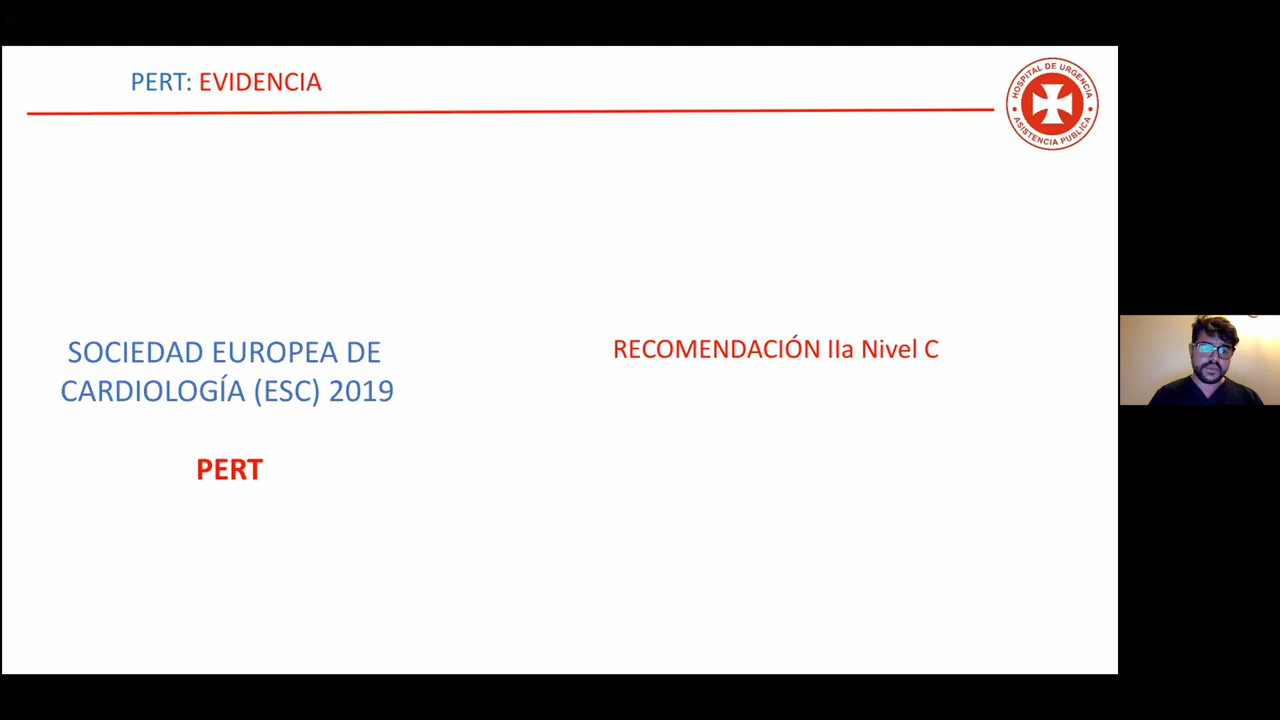 PERT: EVIDENCIA
HOSPITAL DE URGENCIA
ASISTENCIA PUBLICA
SOCIEDAD EUROPEA DE
CARDIOLOGÍA (ESC) 2019
PERT
RECOMENDACIÓN IIa Nivel C